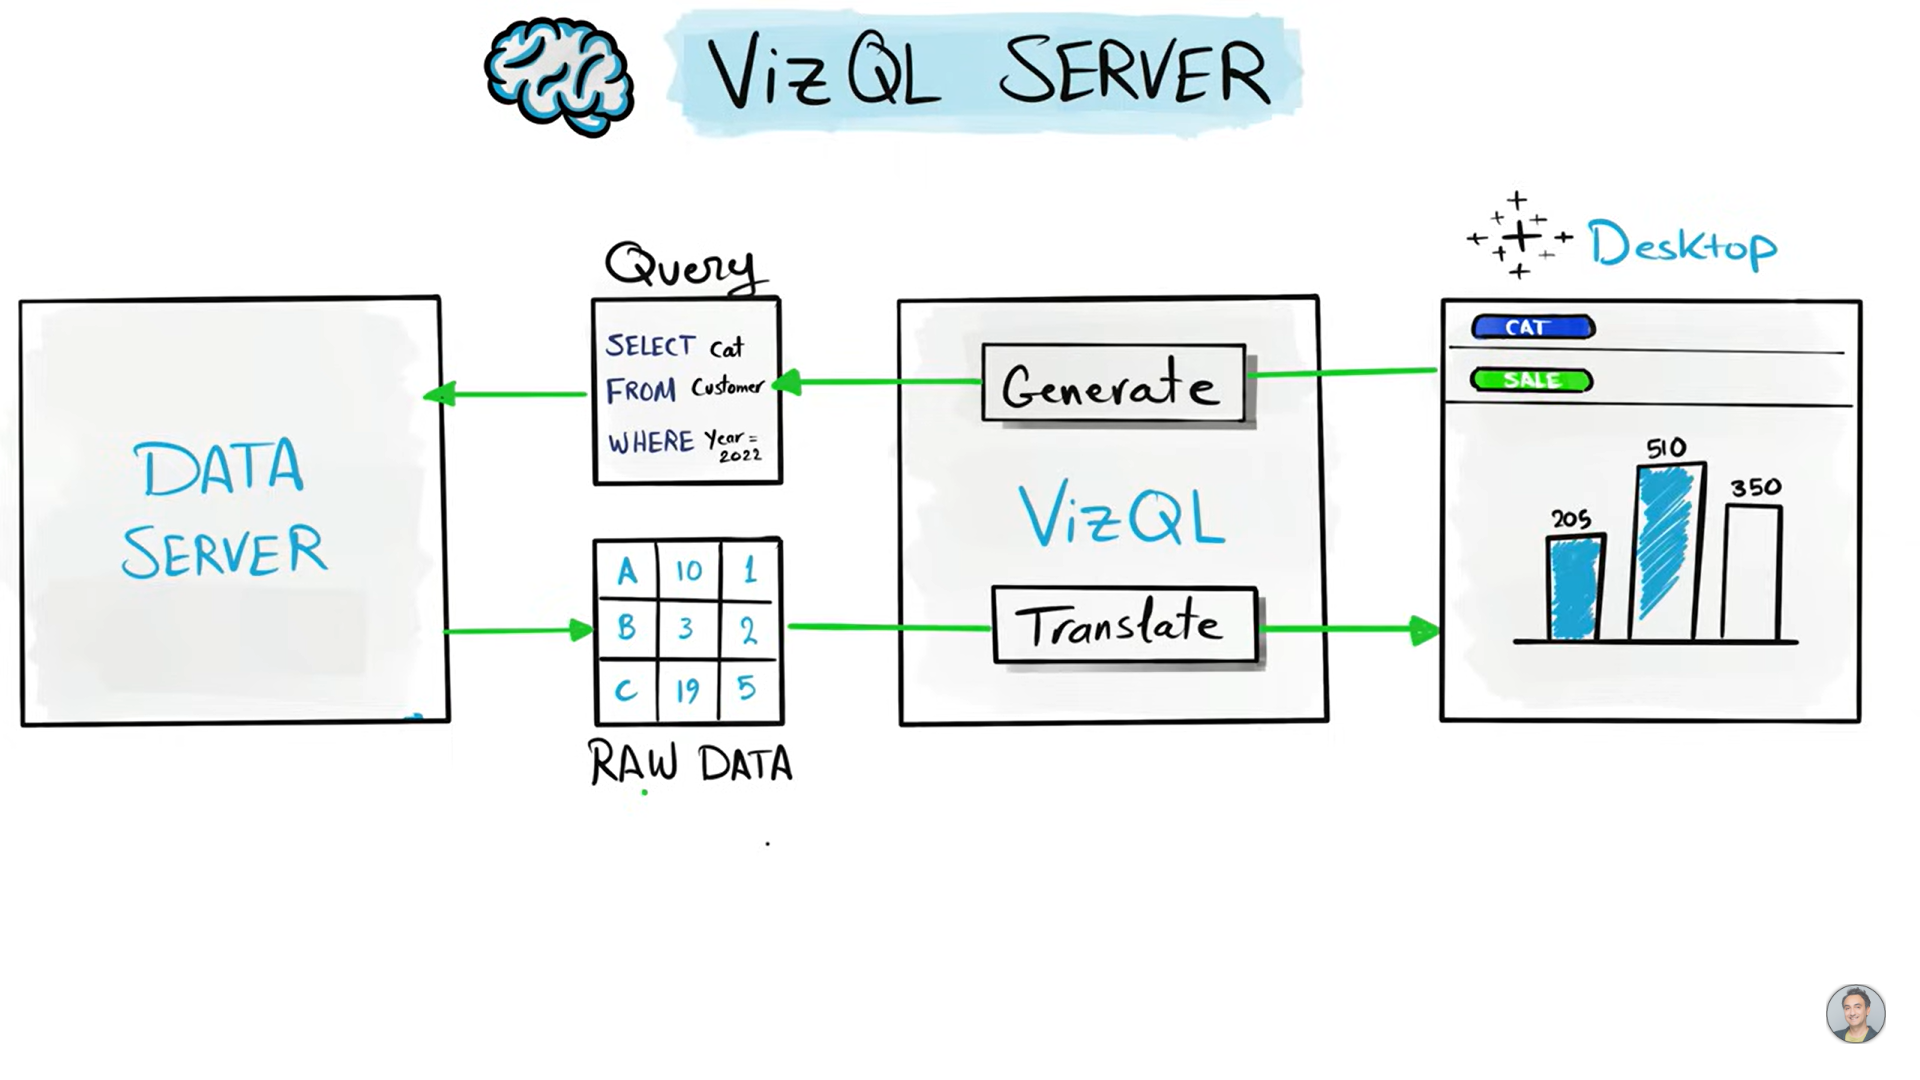 VizQL SERVER
Desktop
Query
SELECT Cat
FROM Customer
WHERE Year =
2022
DATA
SERVER
A 10 1
B 3 2
C 19 5
RAW DATA
Generate
VizQL
Translate
CAT
SALE
510
350
205